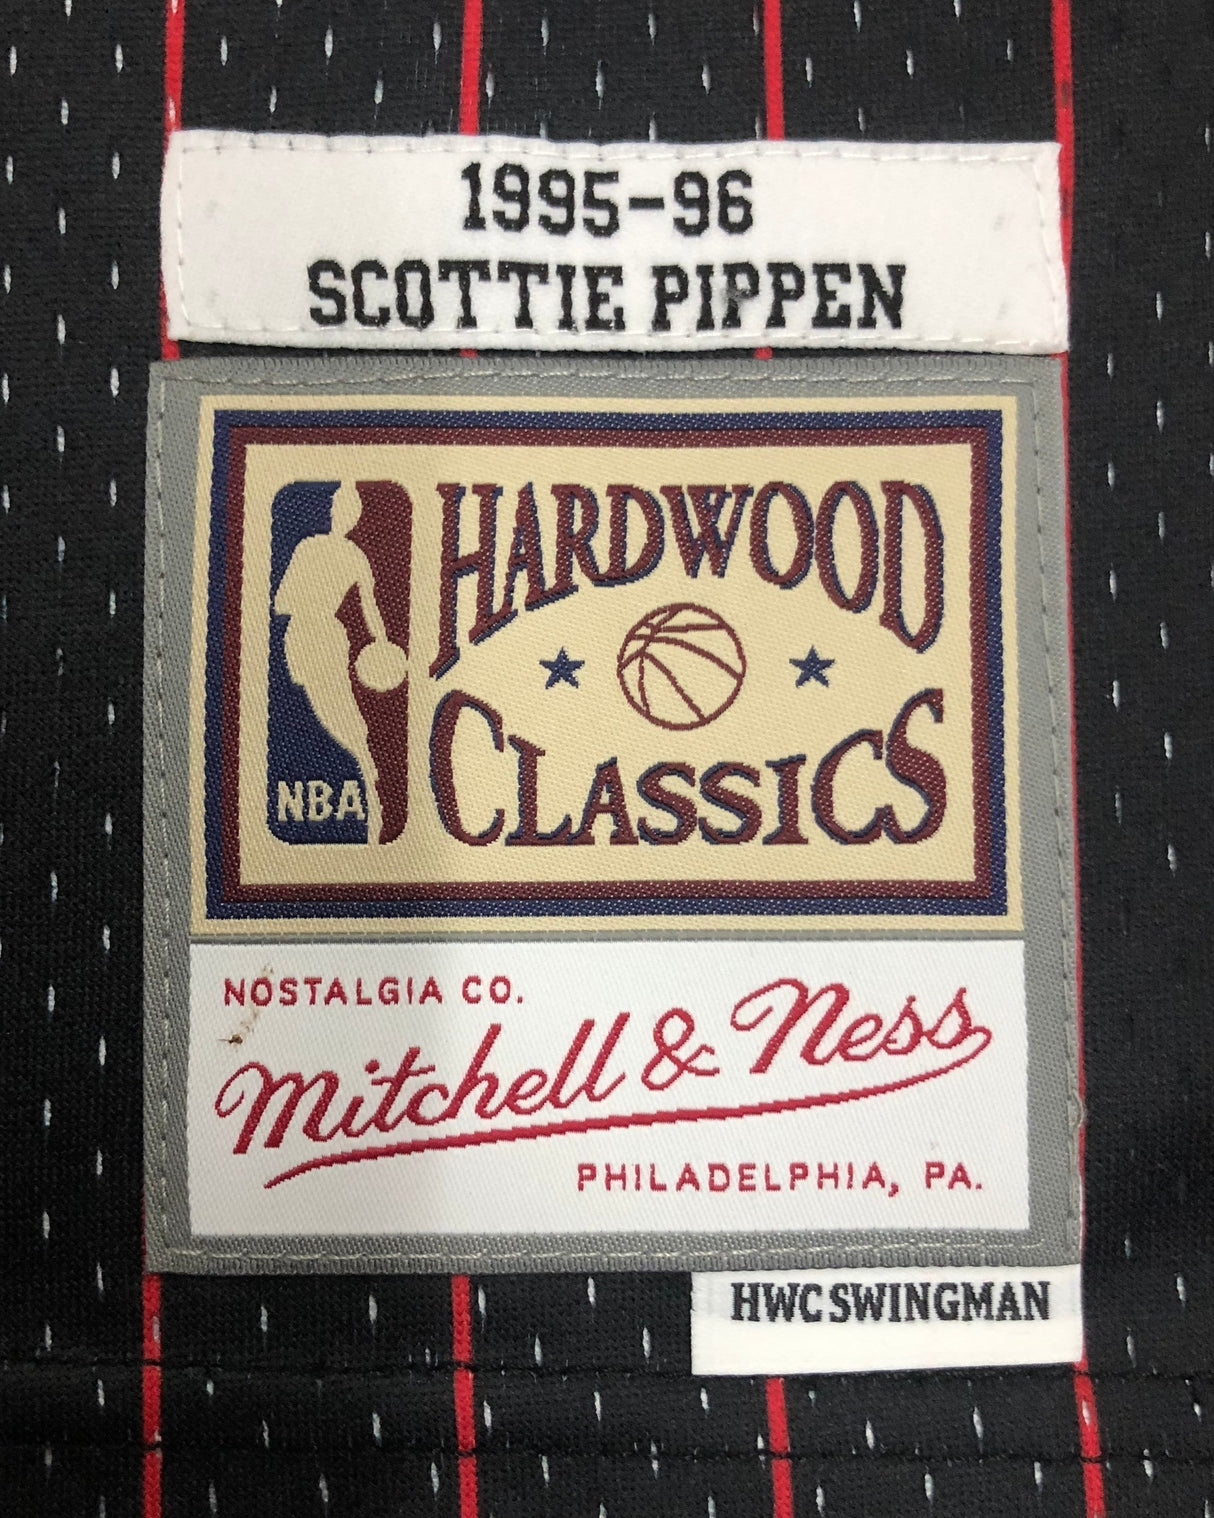 1995-96
SCOTTIE PIPPEN
HARDWOOD
CLASSICS
NBA
NOSTALGIA CO.
Mitchell & Ness
PHILADELPHIA, PA.
HWC SWINGMAN